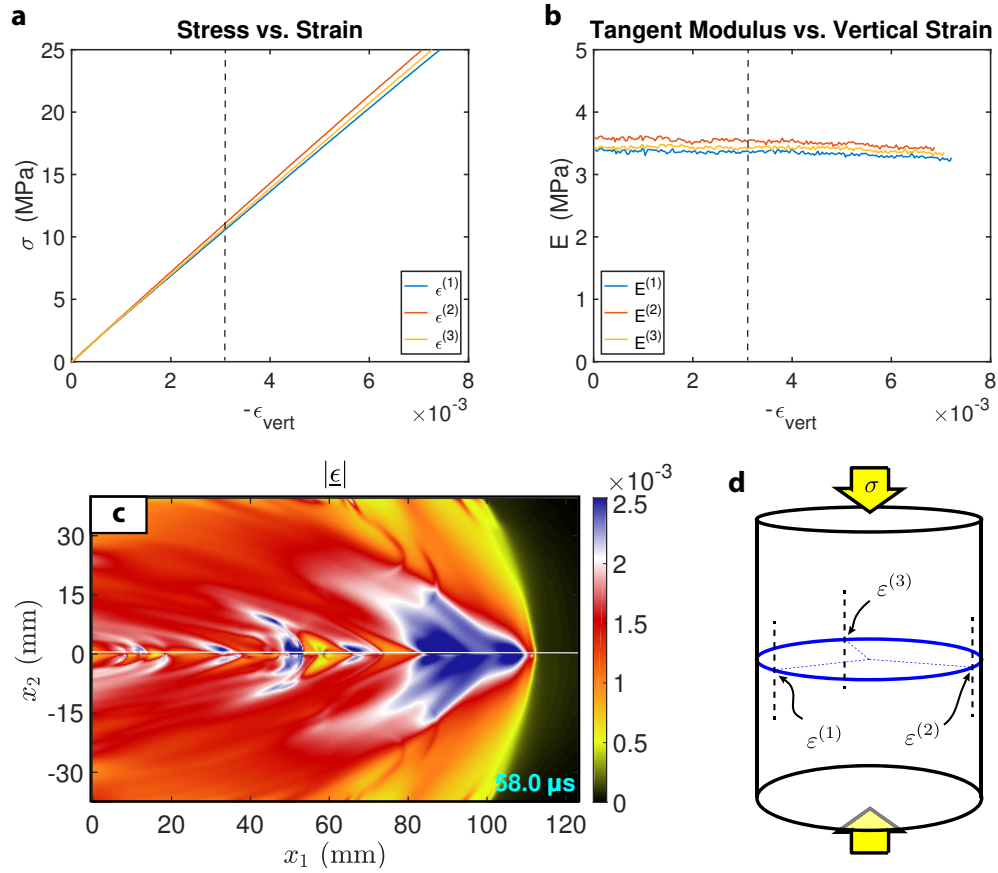 a
Stress vs. Strain
25
20
15
10
5
0
σ (MPa)
0 2 4 6 8
-ϵvert
×10⁻³
ϵ⁽¹⁾
ϵ⁽²⁾
ϵ⁽³⁾
b
Tangent Modulus vs. Vertical Strain
5
4
3
2
1
0
E (MPa)
0 2 4 6 8
-ϵvert
×10⁻³
E⁽¹⁾
E⁽²⁾
E⁽³⁾
|ϵ|
×10⁻³
c
30
15
0
-15
-30
x₂ (mm)
58.0 µs
0 20 40 60 80 100 120
x₁ (mm)
2.5
2
1.5
1
0.5
0
d
σ
ε⁽³⁾
ε⁽¹⁾
ε⁽²⁾